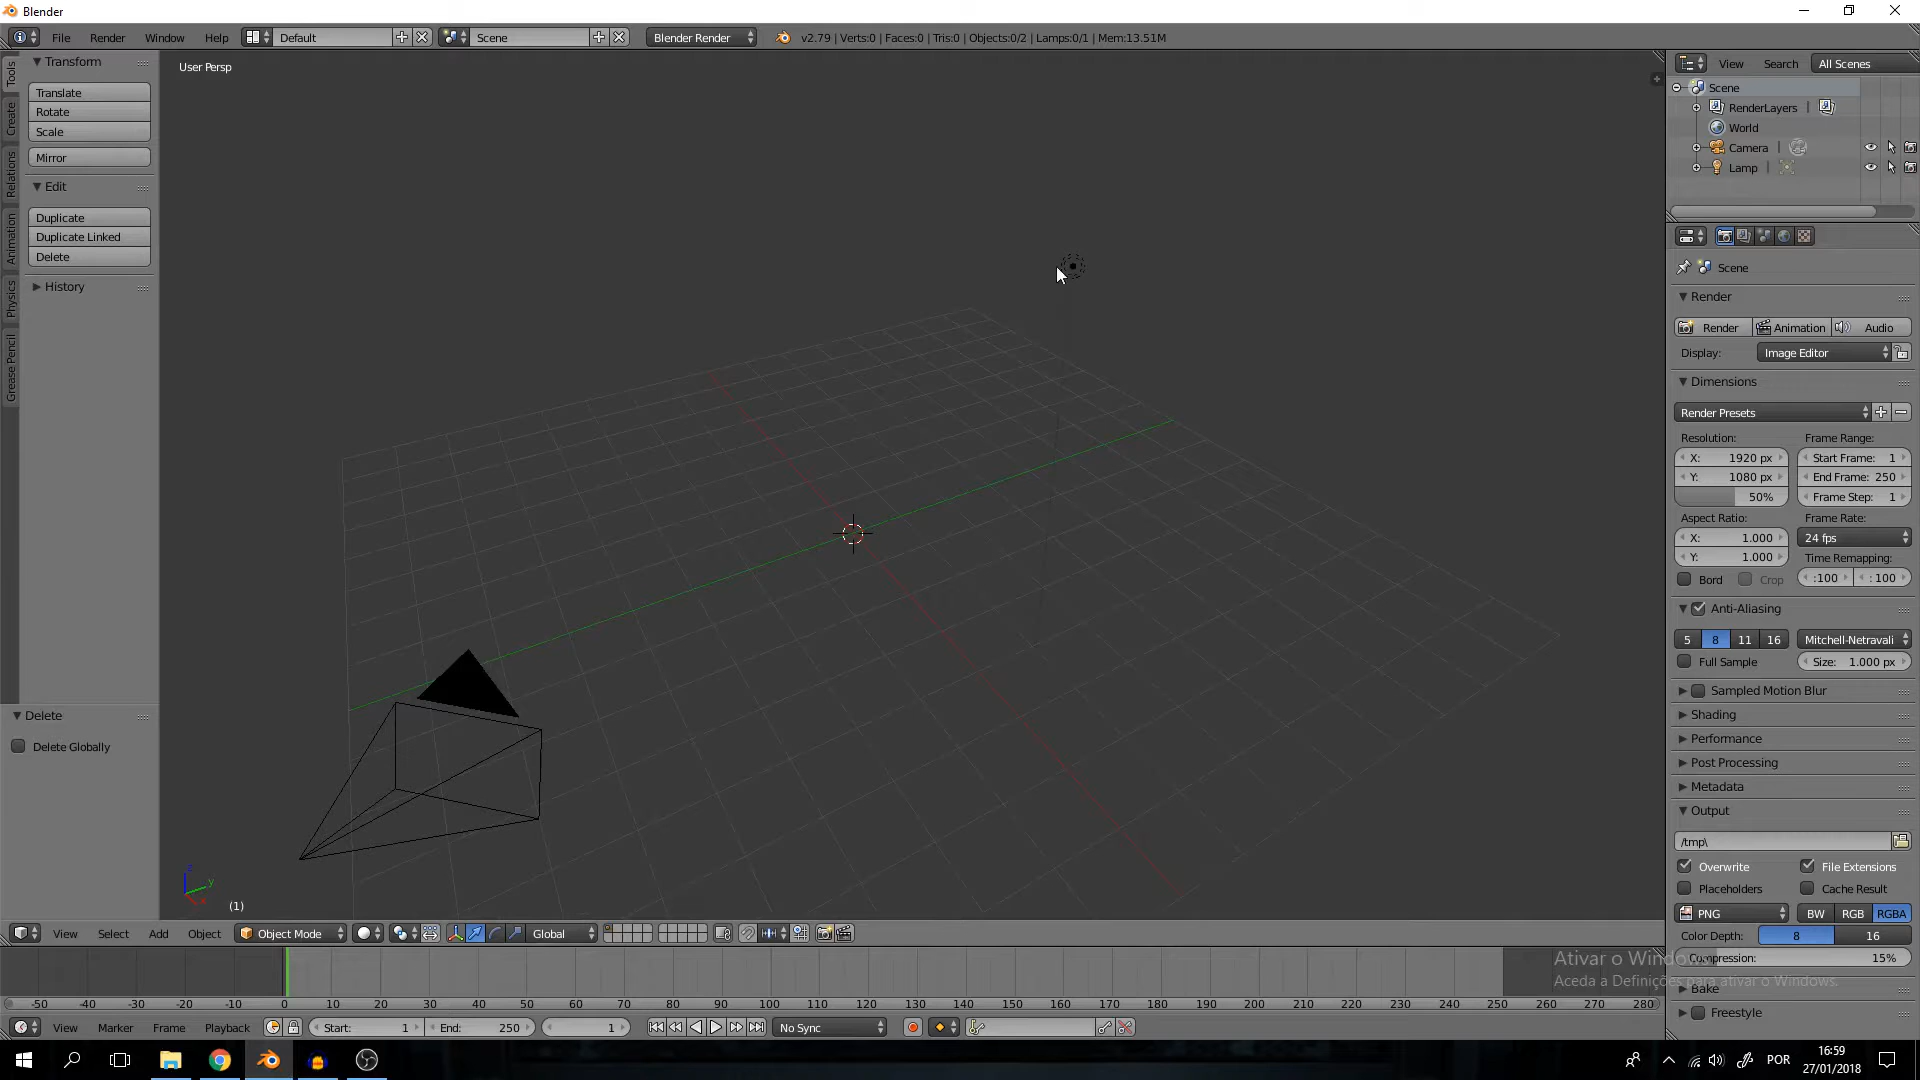 Blender
File Render Window Help Default Scene Blender Render v2.79 | Verts:0 | Faces:0 | Tris:0 | Objects:0/2 | Lamps:0/1 | Mem:13.51M
Tools
Create
Relations
Animation
Physics
Grease Pencil
Transform
Translate
Rotate
Scale
Mirror
Edit
Duplicate
Duplicate Linked
Delete
History
Delete
Delete Globally
User Persp
z
y
x
(1)
View Search All Scenes
Scene
RenderLayers
World
Camera
Lamp
Scene
Render
Render Animation Audio
Display: Image Editor
Dimensions
Render Presets
Resolution: Frame Range:
X: 1920 px Start Frame: 1
Y: 1080 px End Frame: 250
50% Frame Step: 1
Aspect Ratio: Frame Rate:
X: 1.000 24 fps
Y: 1.000 Time Remapping:
Bord Crop :100 : 100
Anti-Aliasing
5 8 11 16 Mitchell-Netravali
Full Sample Size: 1.000 px
Sampled Motion Blur
Shading
Performance
Post Processing
Metadata
Output
/tmp\
Overwrite File Extensions
Placeholders Cache Result
PNG BW RGB RGBA
Color Depth: 8 16
Compression: 15%
Bake
Freestyle
View Select Add Object Object Mode Global
Ativar o Windows
Aceda a Definições para ativar o Windows.
-50 -40 -30 -20 -10 0 10 20 30 40 50 60 70 80 90 100 110 120 130 140 150 160 170 180 190 200 210 220 230 240 250 260 270 280
View Marker Frame Playback Start: 1 End: 250 1 No Sync
POR 16:59
27/01/2018